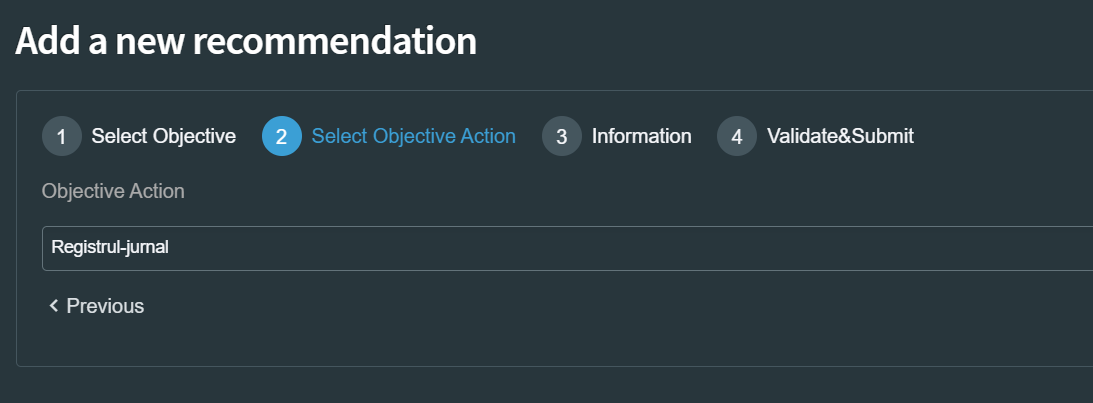 Add a new recommendation
1 Select Objective 2 Select Objective Action 3 Information 4 Validate&Submit
Objective Action
Registrul-jurnal
Previous